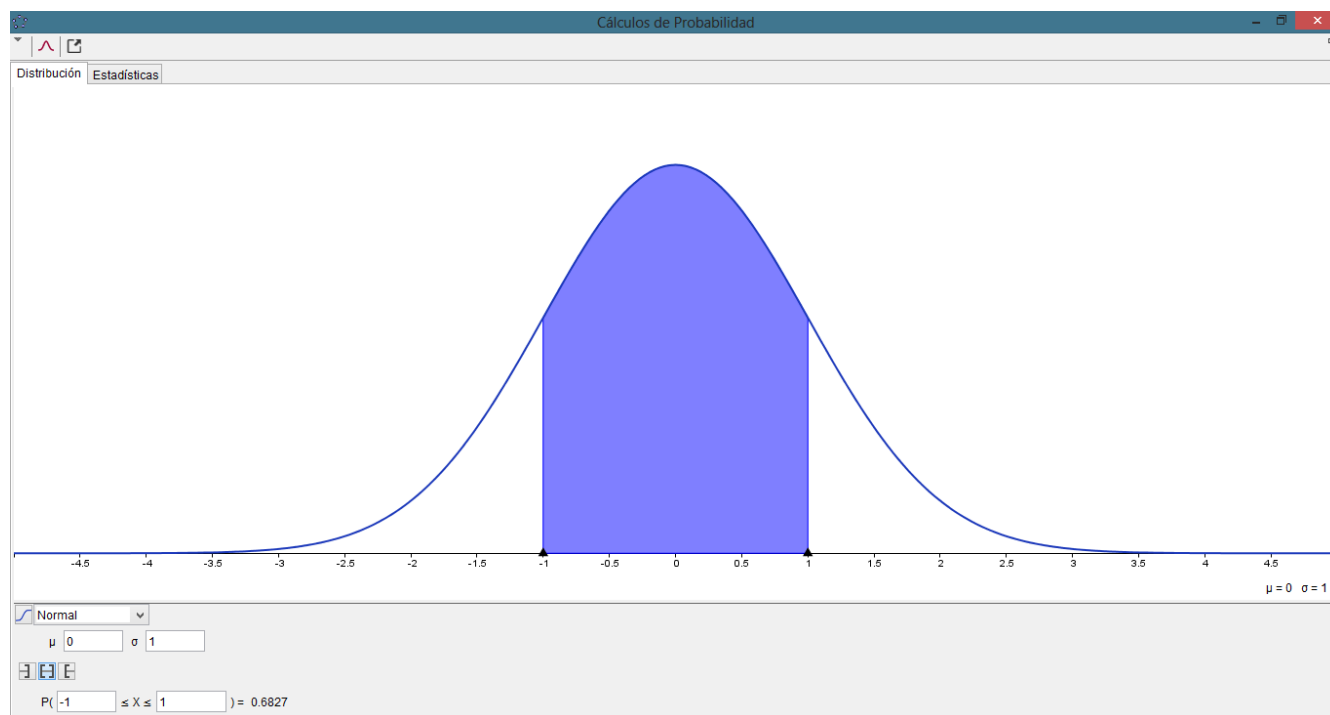 Cálculos de Probabilidad
Distribución Estadísticas
-4.5 -4 -3.5 -3 -2.5 -2 -1.5 -1 -0.5 0 0.5 1 1.5 2 2.5 3 3.5 4 4.5
μ = 0 σ = 1
Normal
μ 0 σ 1
P( -1 ≤ X ≤ 1 ) = 0.6827